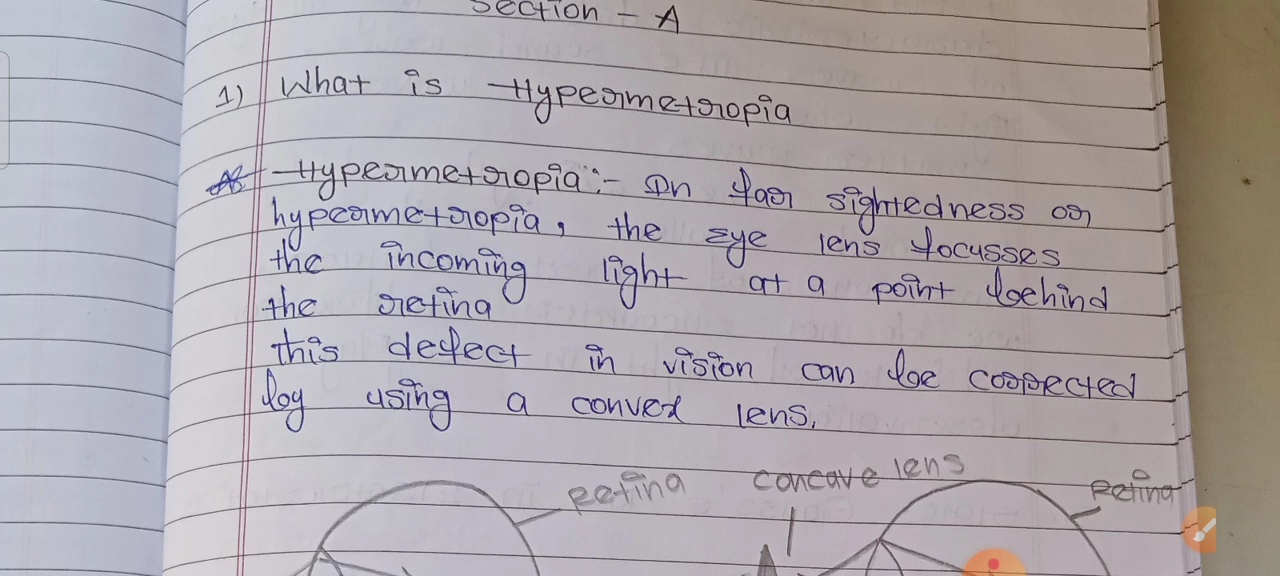 Section - A
1) What is Hypermetropia
Hypermetropia :- In far sightedness or
hypermetropia, the eye lens focusses
the incoming light at a point behind
the retina
this defect in vision can be corrected
by using a convex lens.
Retina concave lens Retina